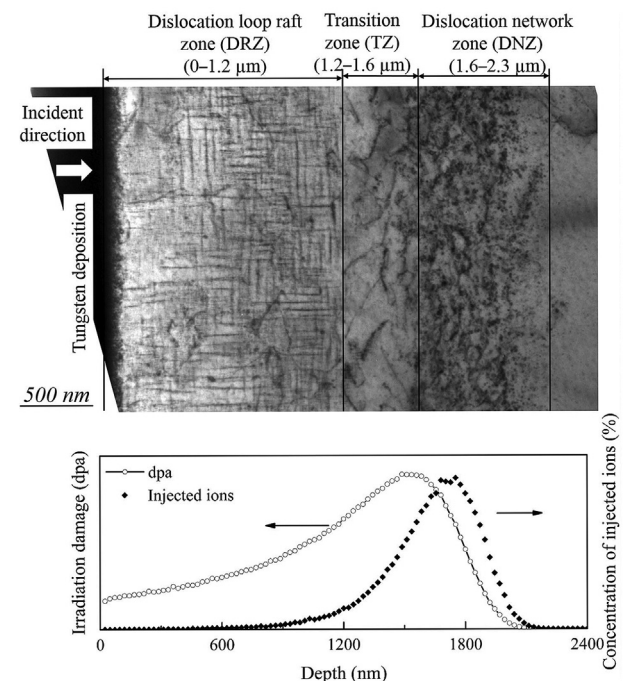 Dislocation loop raft
zone (DRZ)
(0–1.2 μm)
Transition
zone (TZ)
(1.2–1.6 μm)
Dislocation network
zone (DNZ)
(1.6–2.3 μm)
Incident
direction
Tungsten deposition
500 nm
Irradiation damage (dpa)
dpa
Injected ions
Concentration of injected ions (%)
0
600
1200
1800
2400
Depth (nm)